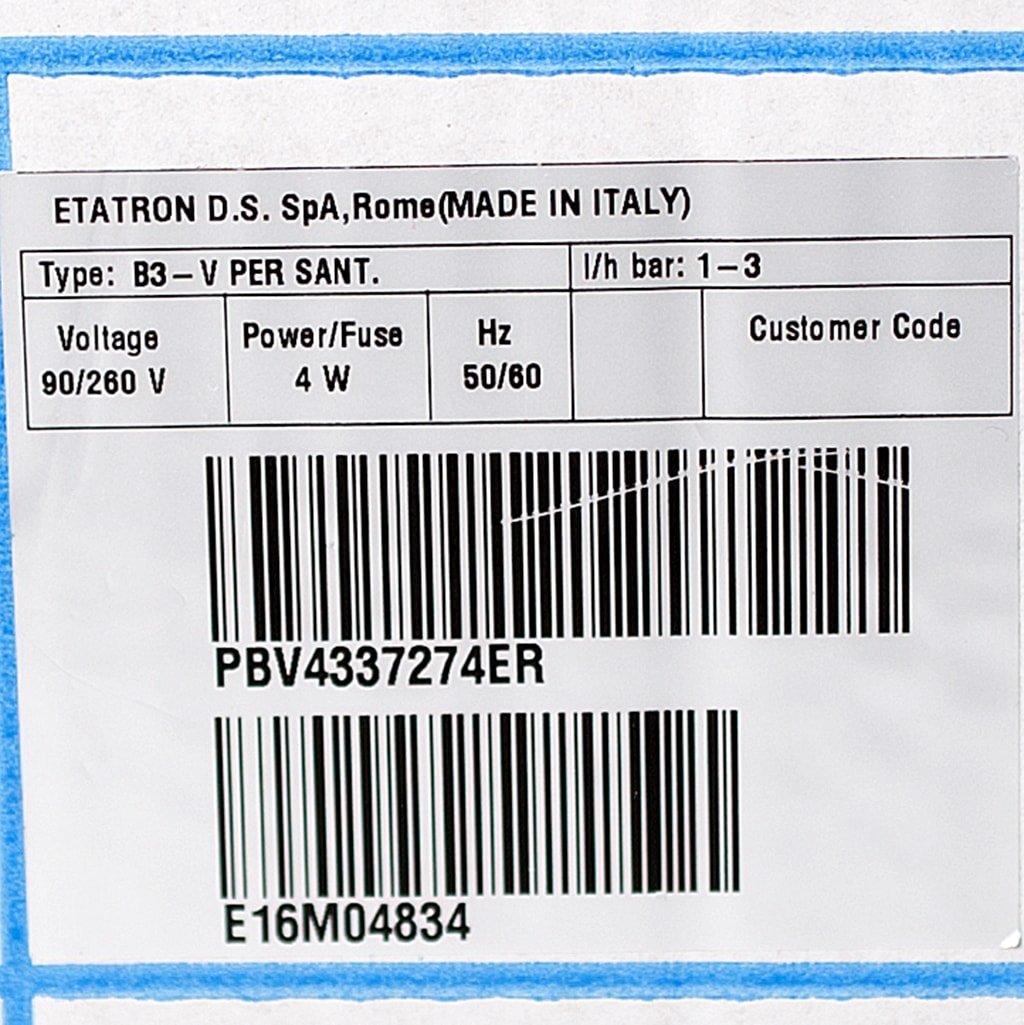 ETATRON D.S. SpA,Rome(MADE IN ITALY)
Type: B3–V PER SANT. l/h bar: 1–3
Voltage Power/Fuse Hz Customer Code
90/260 V 4 W 50/60
PBV4337274ER
E16M04834